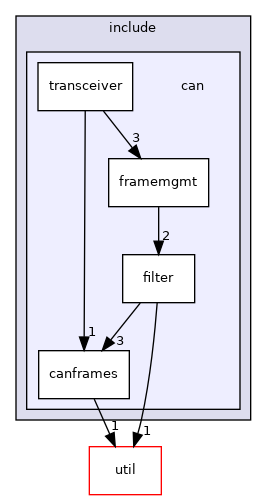 include
transceiver can
3
framemgmt
2
filter
1 3
canframes
1 1
util